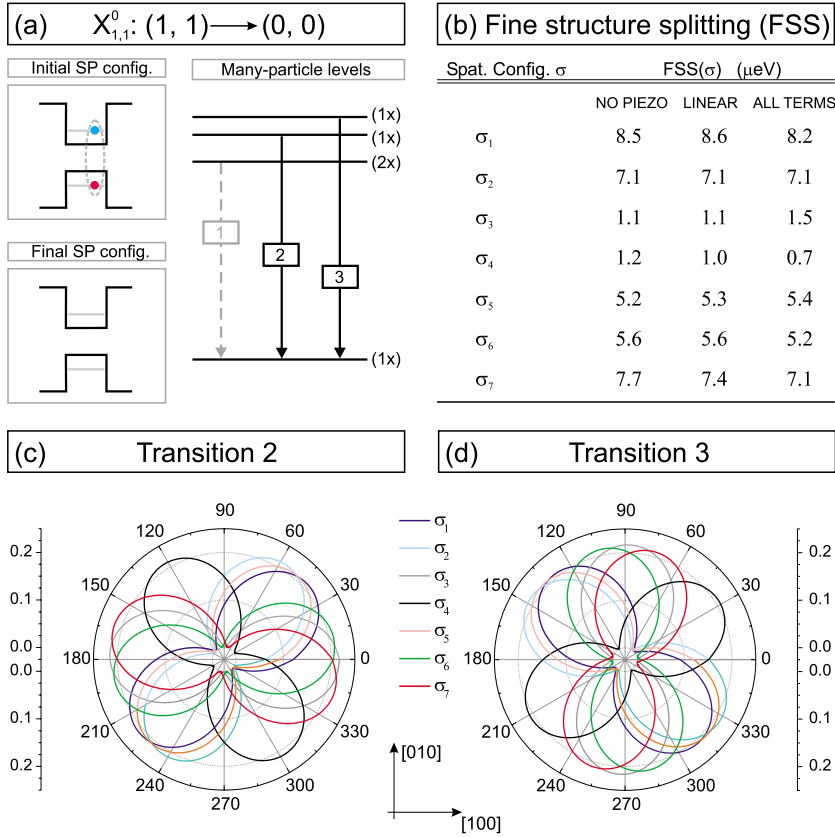 (a) X⁰₁,₁: (1, 1) ⟶ (0, 0)
Initial SP config.
Many-particle levels
(1x)
(1x)
(2x)
1
2
3
(1x)
Final SP config.
(b) Fine structure splitting (FSS)
Spat. Config. σ FSS(σ) (μeV)
NO PIEZO LINEAR ALL TERMS
σ₁ 8.5 8.6 8.2
σ₂ 7.1 7.1 7.1
σ₃ 1.1 1.1 1.5
σ₄ 1.2 1.0 0.7
σ₅ 5.2 5.3 5.4
σ₆ 5.6 5.6 5.2
σ₇ 7.7 7.4 7.1
(c) Transition 2
0.2
0.1
0.0
0.0
0.1
0.2
90
60
30
0
330
300
270
240
210
180
150
120
σ₁
σ₂
σ₃
σ₄
σ₅
σ₆
σ₇
[010]
[100]
(d) Transition 3
90
60
30
0
330
300
270
240
210
180
150
120
0.2
0.1
0.0
0.0
0.1
0.2